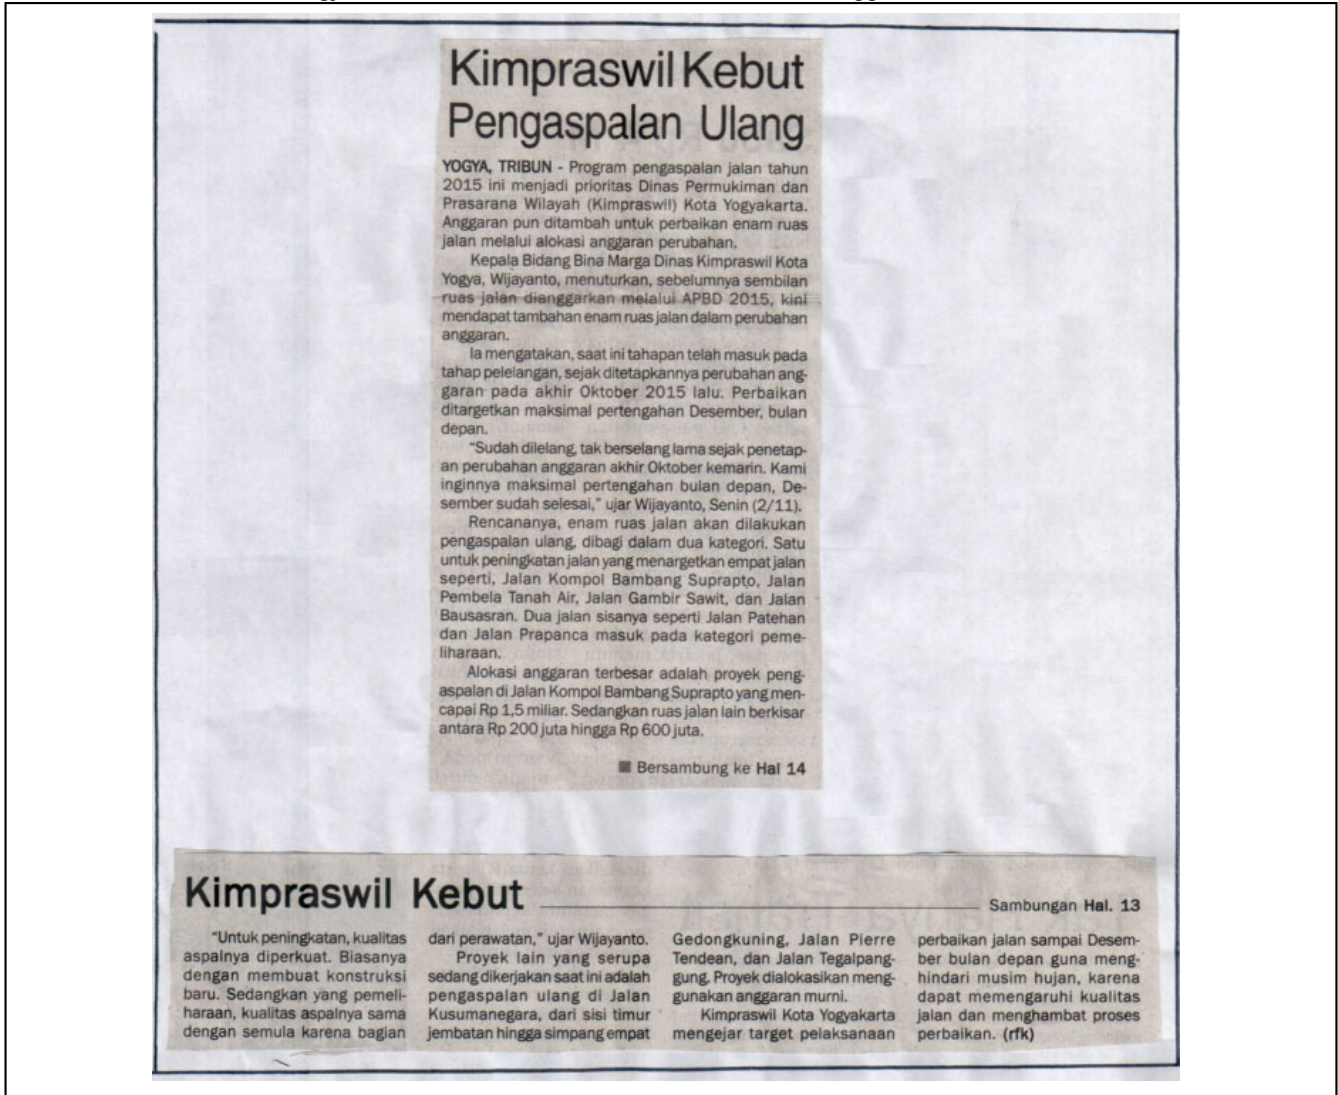 Kimpraswil Kebut
Pengaspalan Ulang
YOGYA, TRIBUN - Program pengaspalan jalan tahun
2015 ini menjadi prioritas Dinas Permukiman dan
Prasarana Wilayah (Kimpraswil) Kota Yogyakarta.
Anggaran pun ditambah untuk perbaikan enam ruas
jalan melalui alokasi anggaran perubahan.
Kepala Bidang Bina Marga Dinas Kimpraswil Kota
Yogya, Wijayanto, menuturkan, sebelumnya sembilan
ruas jalan dianggarkan melalui APBD 2015, kini
mendapat tambahan enam ruas jalan dalam perubahan
anggaran.
Ia mengatakan, saat ini tahapan telah masuk pada
tahap pelelangan, sejak ditetapkannya perubahan ang-
garan pada akhir Oktober 2015 lalu. Perbaikan
ditargetkan maksimal pertengahan Desember, bulan
depan.
"Sudah dilelang, tak berselang lama sejak penetap-
an perubahan anggaran akhir Oktober kemarin. Kami
inginnya maksimal pertengahan bulan depan, De-
sember sudah selesai," ujar Wijayanto, Senin (2/11).
Rencananya, enam ruas jalan akan dilakukan
pengaspalan ulang, dibagi dalam dua kategori. Satu
untuk peningkatan jalan yang menargetkan empat jalan
seperti, Jalan Kompol Bambang Suprapto, Jalan
Pembela Tanah Air, Jalan Gambir Sawit, dan Jalan
Bausasran. Dua jalan sisanya seperti Jalan Patehan
dan Jalan Prapanca masuk pada kategori peme-
liharaan.
Alokasi anggaran terbesar adalah proyek peng-
aspalan di Jalan Kompol Bambang Suprapto yang men-
capai Rp 1,5 miliar. Sedangkan ruas jalan lain berkisar
antara Rp 200 juta hingga Rp 600 juta.
■ Bersambung ke Hal 14
Kimpraswil Kebut
Sambungan Hal. 13
"Untuk peningkatan, kualitas
aspalnya diperkuat. Biasanya
dengan membuat konstruksi
baru. Sedangkan yang pemeli-
haraan, kualitas aspalnya sama
dengan semula karena bagian
dari perawatan," ujar Wijayanto.
Proyek lain yang serupa
sedang dikerjakan saat ini adalah
pengaspalan ulang di Jalan
Kusumanegara, dari sisi timur
jembatan hingga simpang empat
Gedongkuning, Jalan Pierre
Tendean, dan Jalan Tegalpang-
gung. Proyek dialokasikan meng-
gunakan anggaran murni.
Kimpraswil Kota Yogyakarta
mengejar target pelaksanaan
perbaikan jalan sampai Desem-
ber bulan depan guna meng-
hindari musim hujan, karena
dapat memengaruhi kualitas
jalan dan menghambat proses
perbaikan. (rfk)